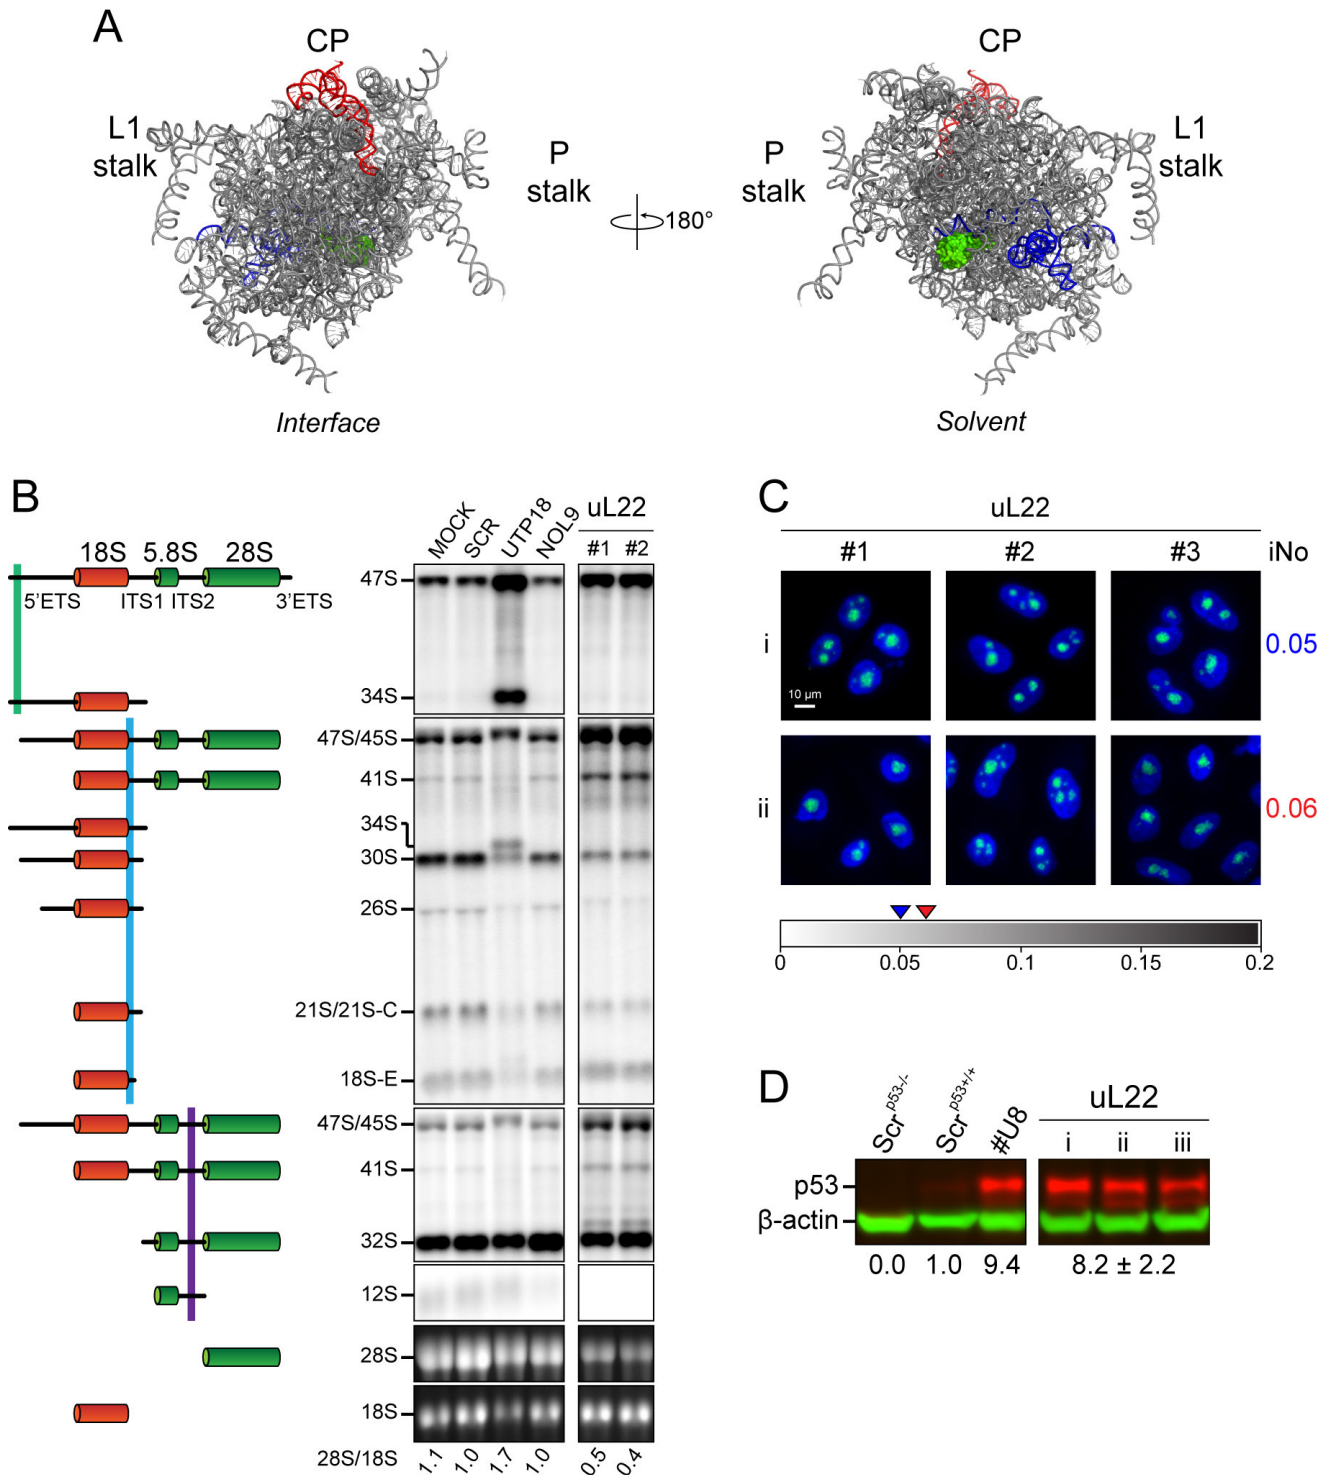 A
CP
CP
L1
stalk
P
stalk
180°
P
stalk
L1
stalk
Interface
Solvent
B
18S 5.8S 28S
5'ETS ITS1 ITS2 3'ETS
MOCK SCR UTP18 NOL9
uL22
#1 #2
47S
34S
47S/45S
41S
34S
30S
26S
21S/21S-C
18S-E
47S/45S
41S
32S
12S
28S
18S
28S/18S 1.1 1.0 1.7 1.0 0.5 0.4
C
uL22
#1 #2 #3 iNo
i 0.05
10 µm
ii 0.06
0 0.05 0.1 0.15 0.2
D
Scr p53-/- Scr p53+/+ #U8
uL22
i ii iii
p53
β-actin
0.0 1.0 9.4 8.2 ± 2.2